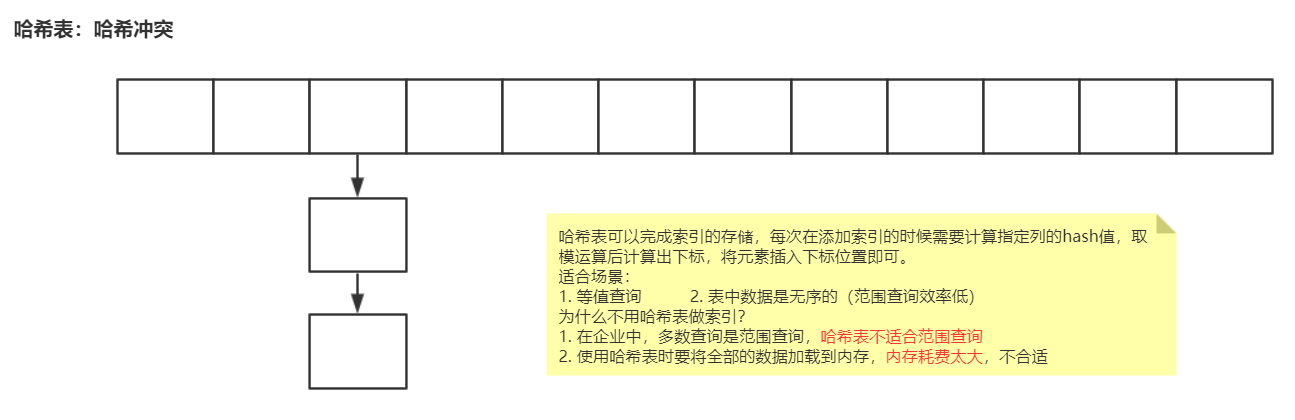 哈希表：哈希冲突
哈希表可以完成索引的存储，每次在添加索引的时候需要计算指定列的hash值，取
模运算后计算出下标，将元素插入下标位置即可。
适合场景：
1. 等值查询 2. 表中数据是无序的（范围查询效率低）
为什么不用哈希表做索引？
1. 在企业中，多数查询是范围查询，哈希表不适合范围查询
2. 使用哈希表时要将全部的数据加载到内存，内存耗费太大，不合适